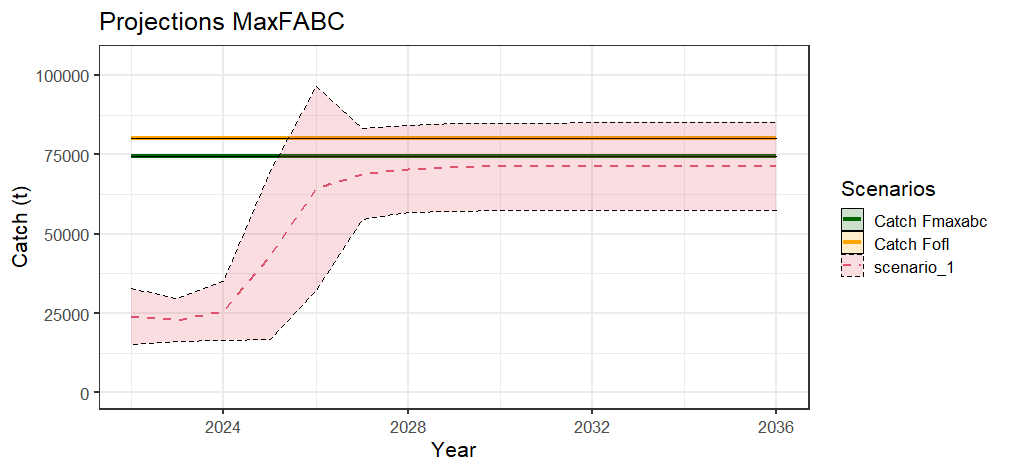 Projections MaxFABC
100000
75000
50000
25000
0
Catch (t)
2024
2028
2032
2036
Year
Scenarios
Catch Fmaxabc
Catch Fofl
scenario_1